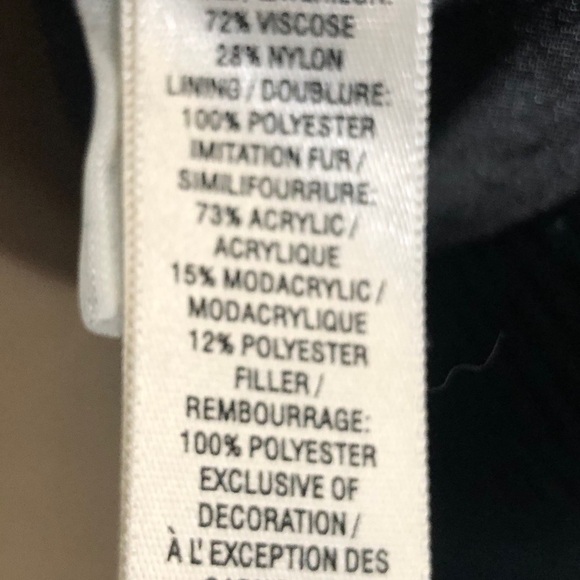 72% VISCOSE
28% NYLON
LINING / DOUBLURE:
100% POLYESTER
IMITATION FUR /
SIMILIFOURRURE:
73% ACRYLIC /
ACRYLIQUE
15% MODACRYLIC /
MODACRYLIQUE
12% POLYESTER
FILLER /
REMBOURRAGE:
100% POLYESTER
EXCLUSIVE OF
DECORATION /
À L'EXCEPTION DES